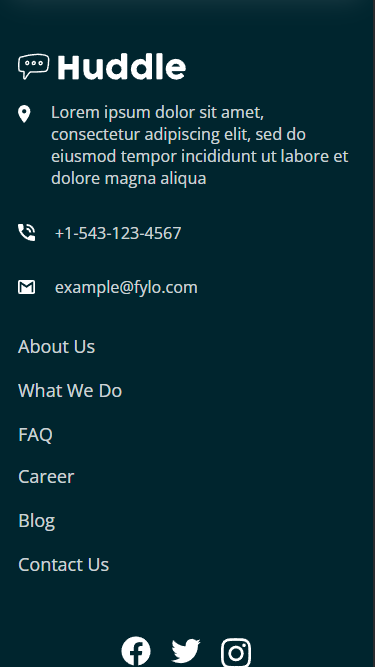 Huddle
Lorem ipsum dolor sit amet,
consectetur adipiscing elit, sed do
eiusmod tempor incididunt ut labore et
dolore magna aliqua
+1-543-123-4567
example@fylo.com
About Us
What We Do
FAQ
Career
Blog
Contact Us